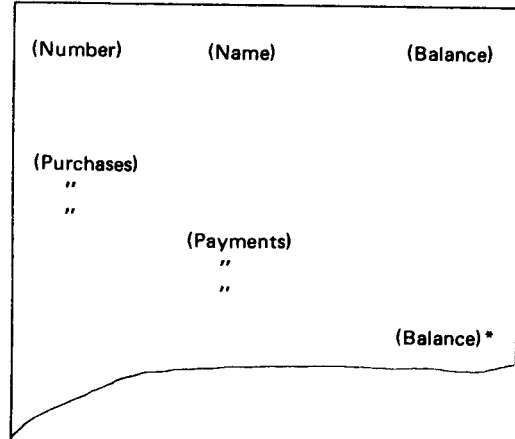 (Number) (Name) (Balance)
(Purchases)
"
"
(Payments)
"
"
(Balance)*